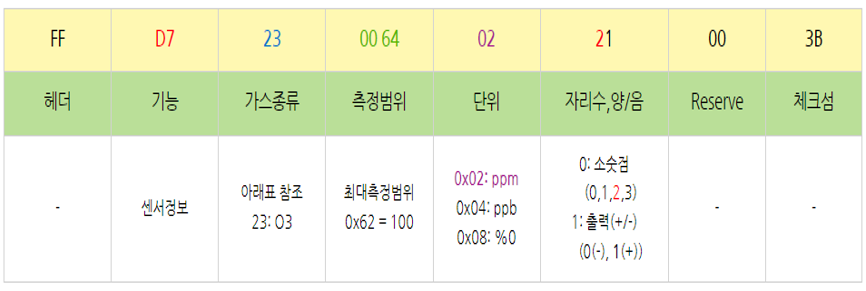 FF D7 23 00 64 02 21 00 3B
헤더 기능 가스종류 측정범위 단위 자리수,양/음 Reserve 체크섬
- 센서정보 아래표 참조 최대측정범위 0x02: ppm 0: 소숫점 - -
23: O3 0x62 = 100 0x04: ppb (0,1,2,3)
0x08: %0 1: 출력(+/-)
(0(-), 1(+))